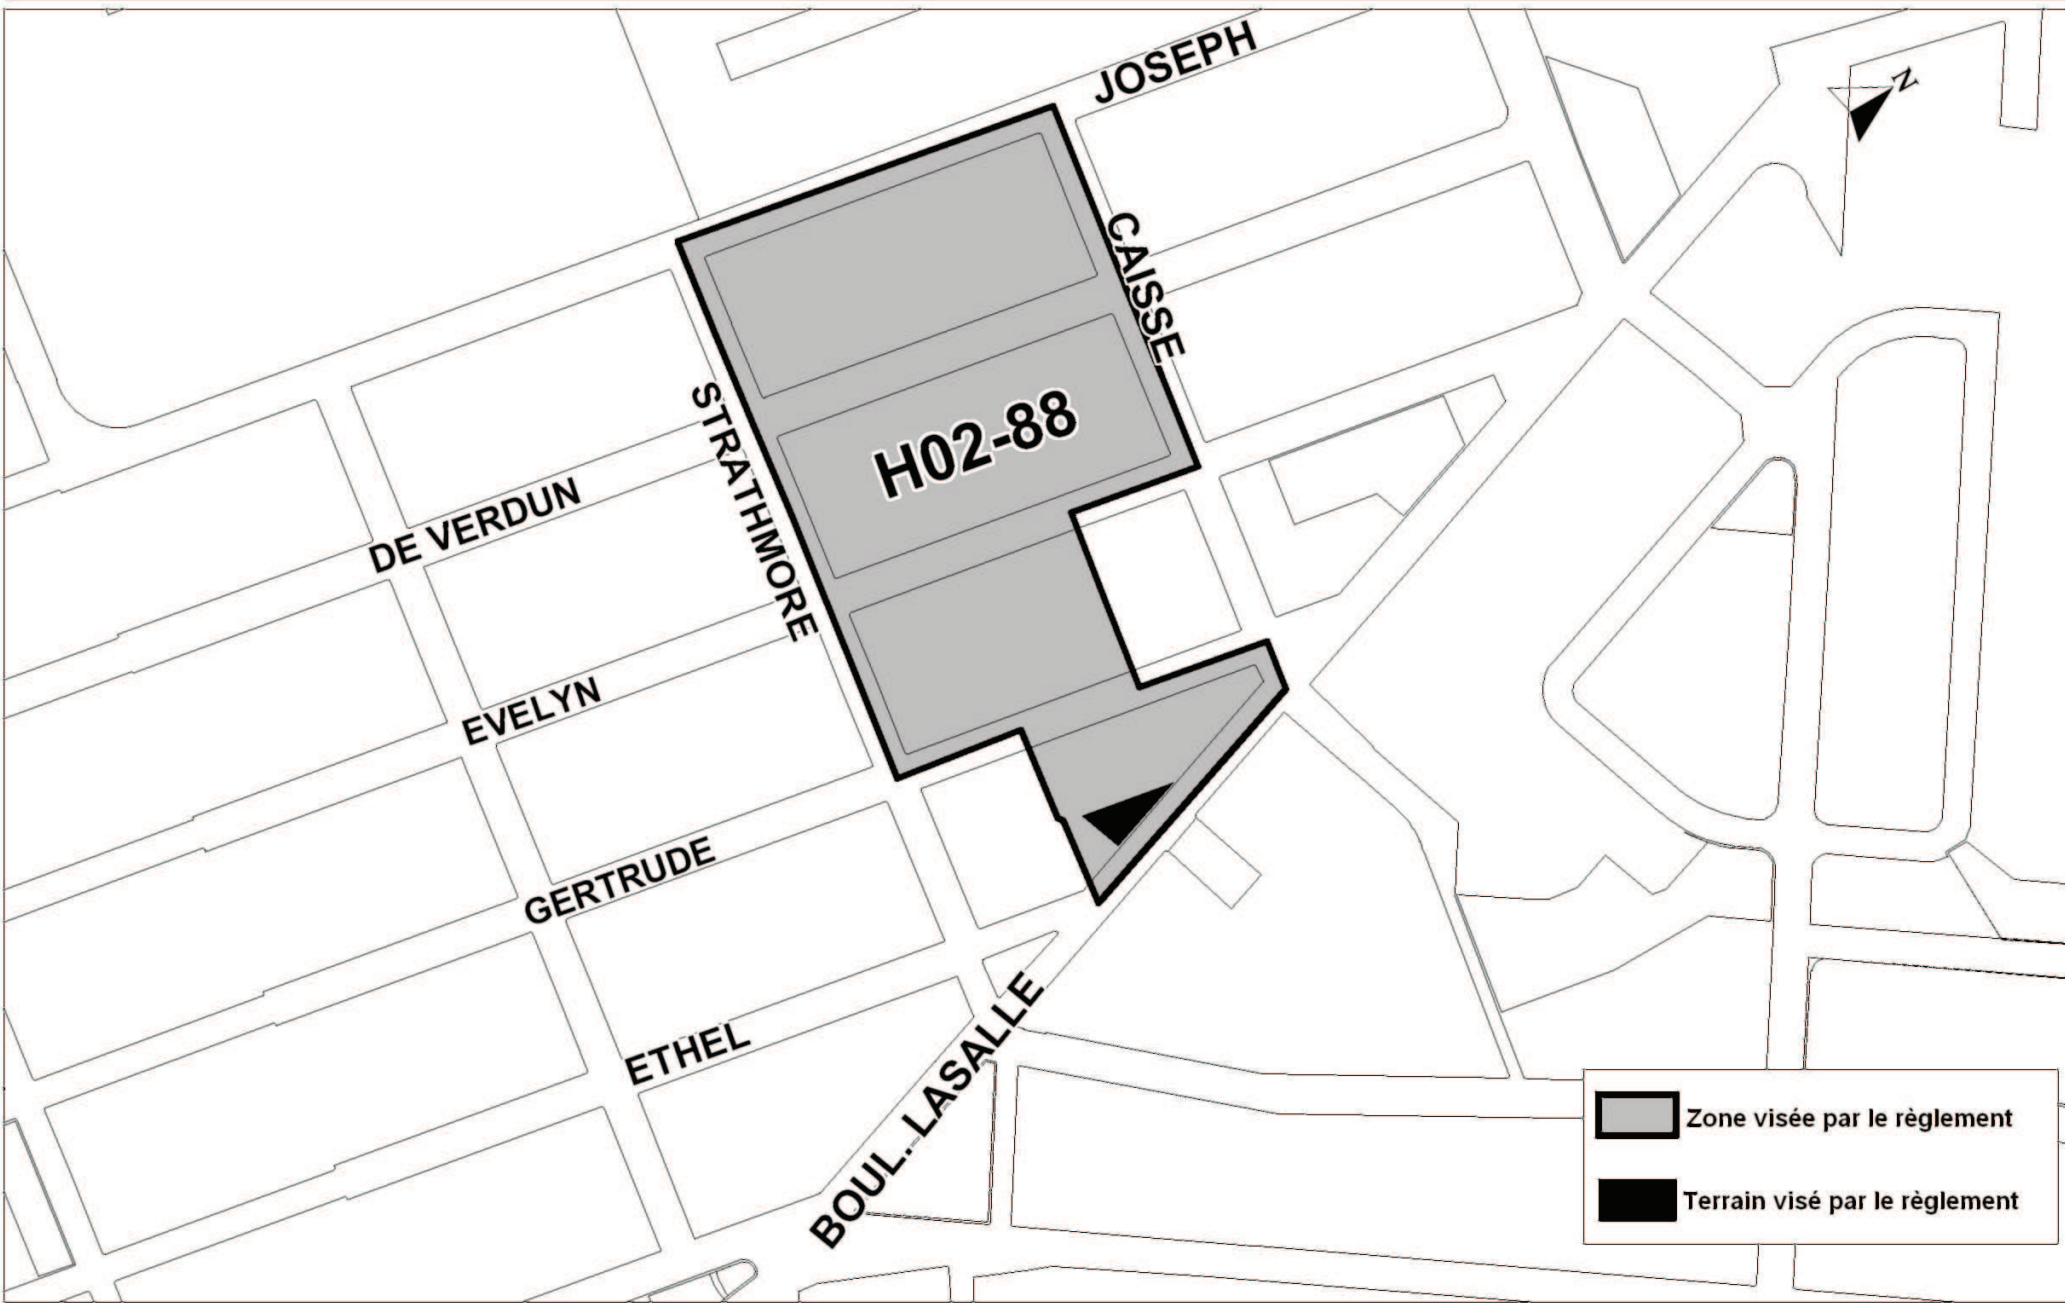 JOSEPH
N
CAISSE
STRATHMORE
H02-88
DE VERDUN
EVELYN
GERTRUDE
ETHEL
BOUL. LASALLE
Zone visée par le règlement
Terrain visé par le règlement